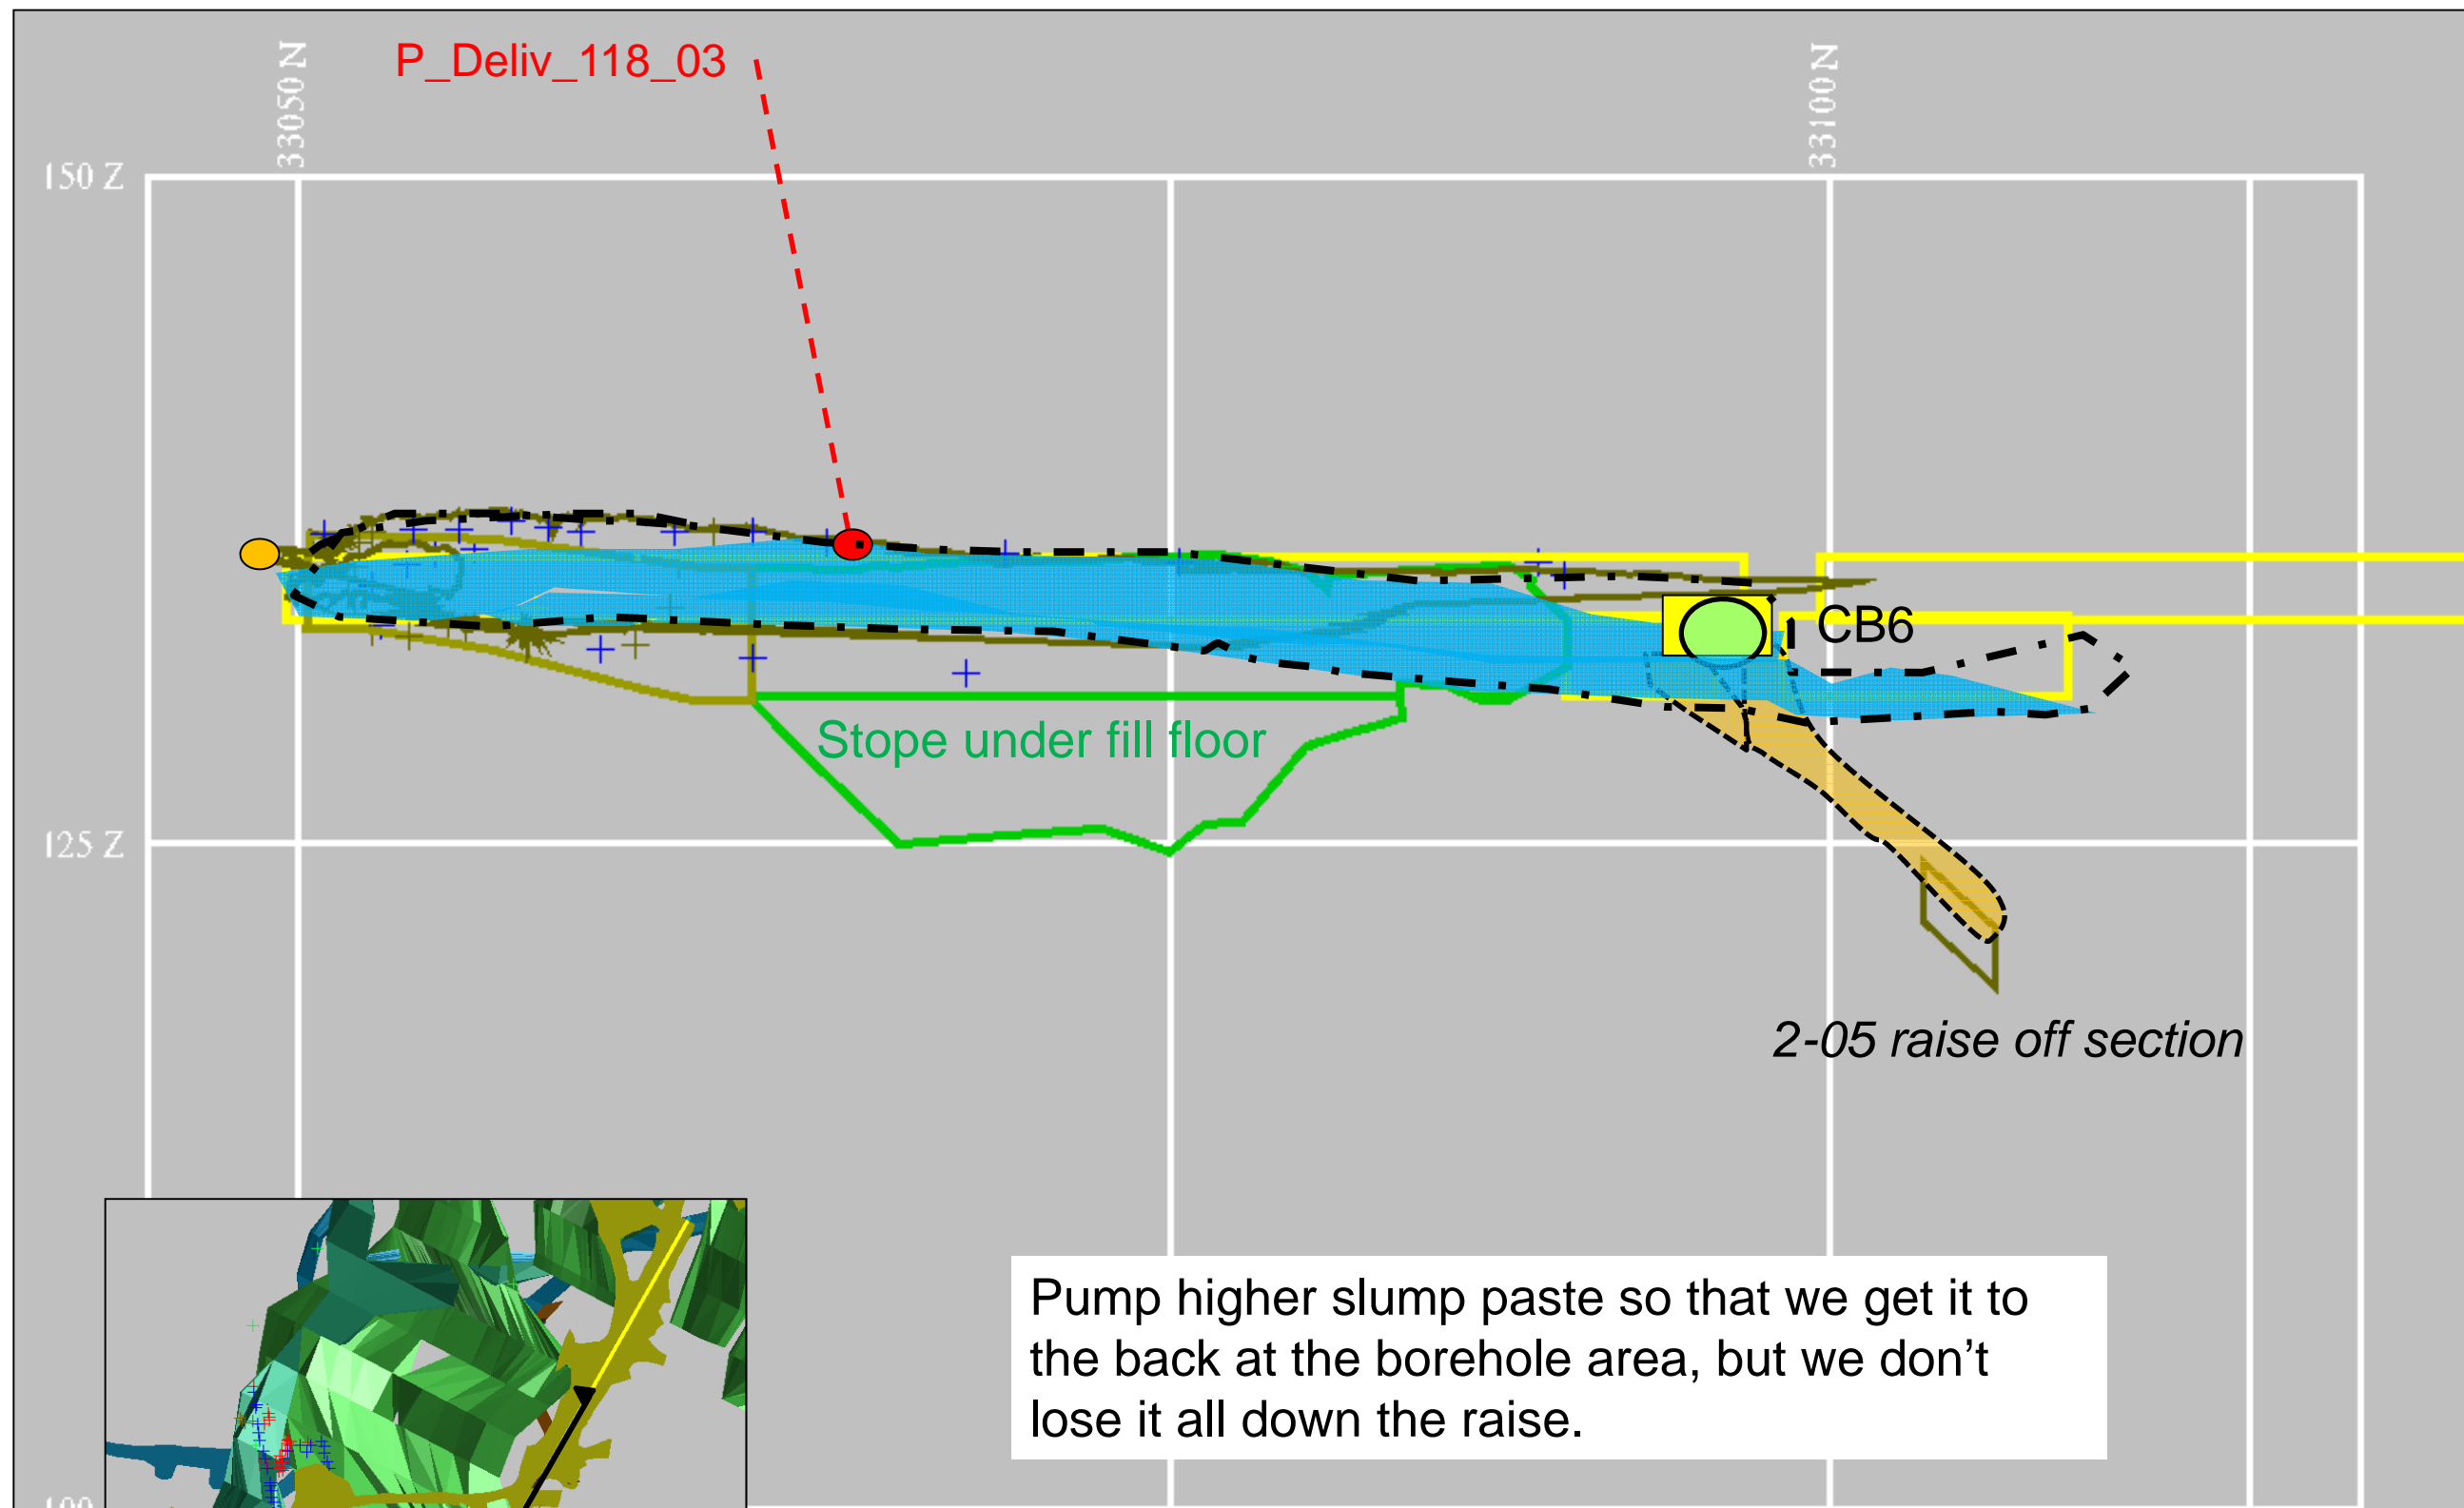 P_Deliv_118_03
33050 N
33100 N
150 Z
CB6
Stope under fill floor
125 Z
2-05 raise off section
Pump higher slump paste so that we get it to
the back at the borehole area, but we don’t
lose it all down the raise.